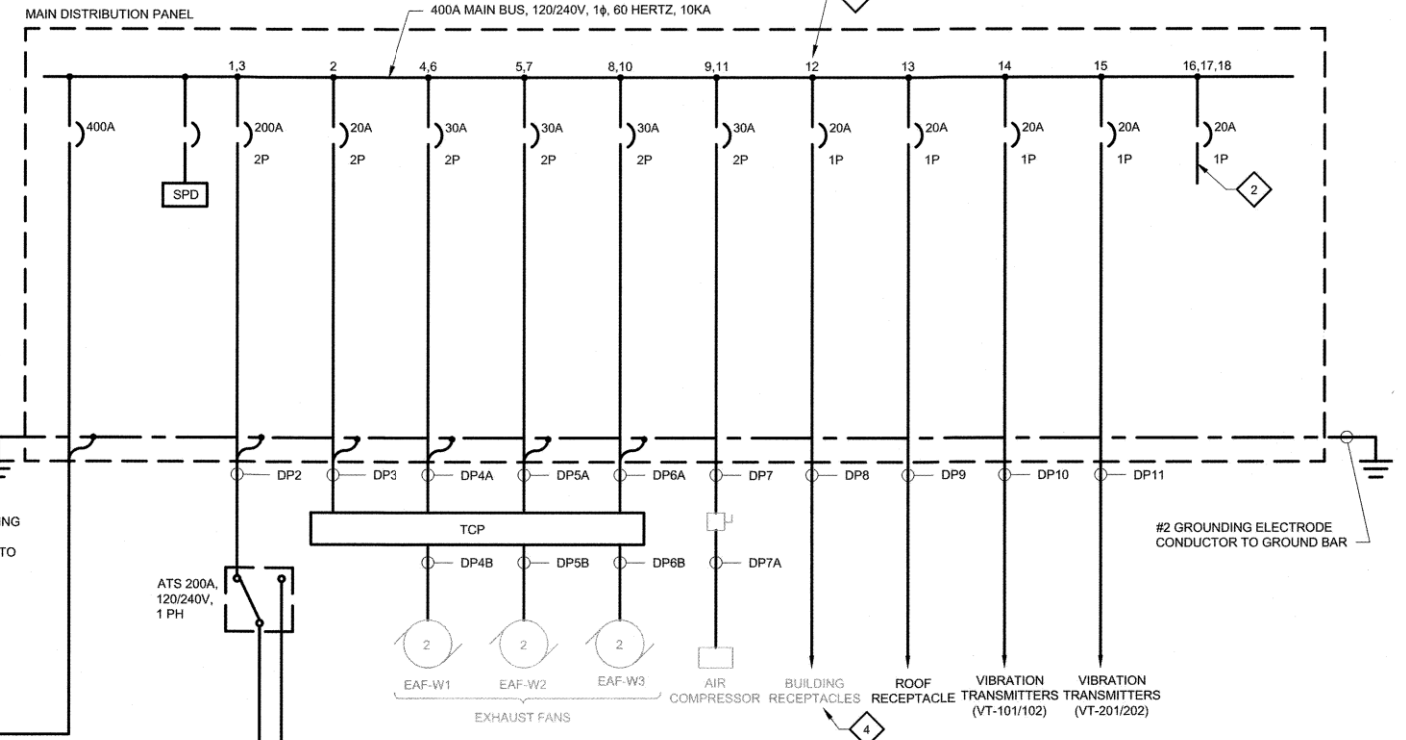 400A MAIN BUS, 120/240V, 1ϕ, 60 HERTZ, 10KA
MAIN DISTRIBUTION PANEL
1,3
2
4,6
5,7
8,10
9,11
12
13
14
15
16,17,18
400A
200A
20A
30A
30A
30A
30A
20A
20A
20A
20A
20A
2P
2P
2P
2P
2P
2P
1P
1P
1P
1P
1P
SPD
2
DP2
DP3
DP4A
DP5A
DP6A
DP7
DP8
DP9
DP10
DP11
TCP
#2 GROUNDING ELECTRODE
CONDUCTOR TO GROUND BAR
TO
DP4B
DP5B
DP6B
DP7A
ATS 200A,
120/240V,
1 PH
2
2
2
EAF-W1
EAF-W2
EAF-W3
EXHAUST FANS
AIR
COMPRESSOR
BUILDING
RECEPTACLES
ROOF
RECEPTACLE
VIBRATION
TRANSMITTERS
(VT-101/102)
VIBRATION
TRANSMITTERS
(VT-201/202)
4